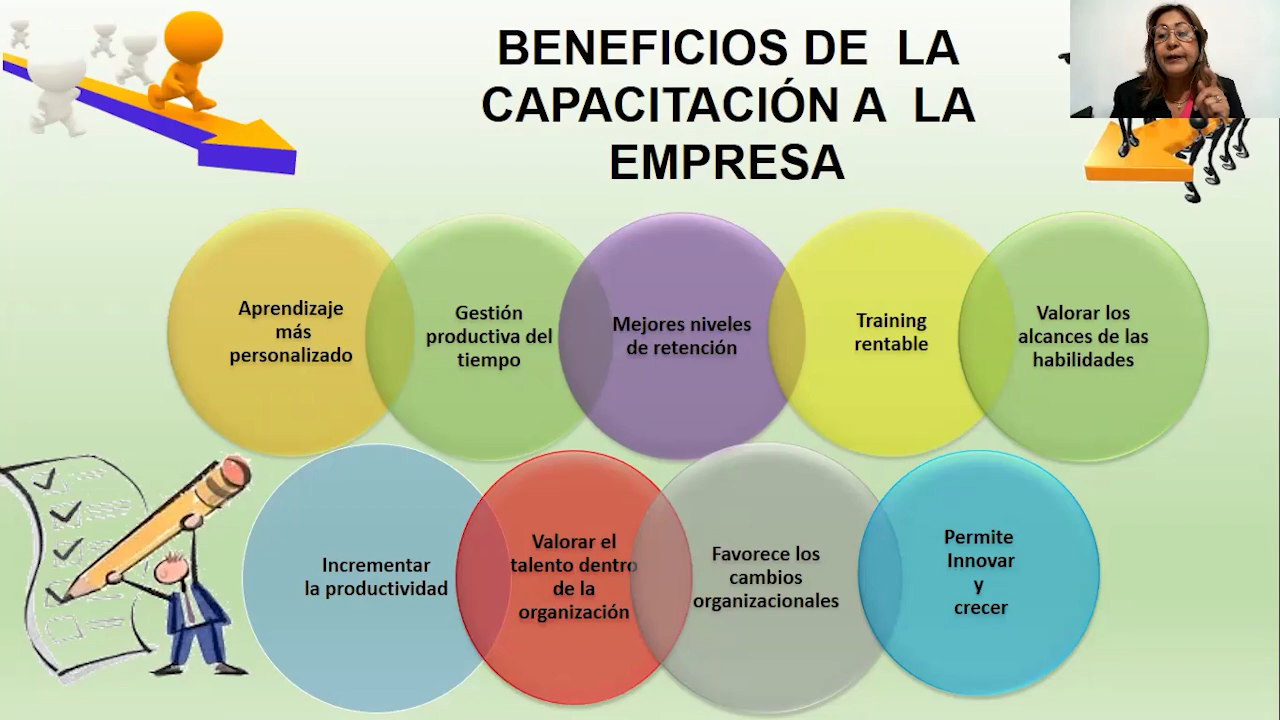 BENEFICIOS DE LA
CAPACITACIÓN A LA
EMPRESA
Aprendizaje
más
personalizado
Gestión
productiva del
tiempo
Mejores niveles
de retención
Training
rentable
Valorar los
alcances de las
habilidades
Incrementar
la productividad
Valorar el
talento dentro
de la
organización
Favorece los
cambios
organizacionales
Permite
Innovar
y
crecer